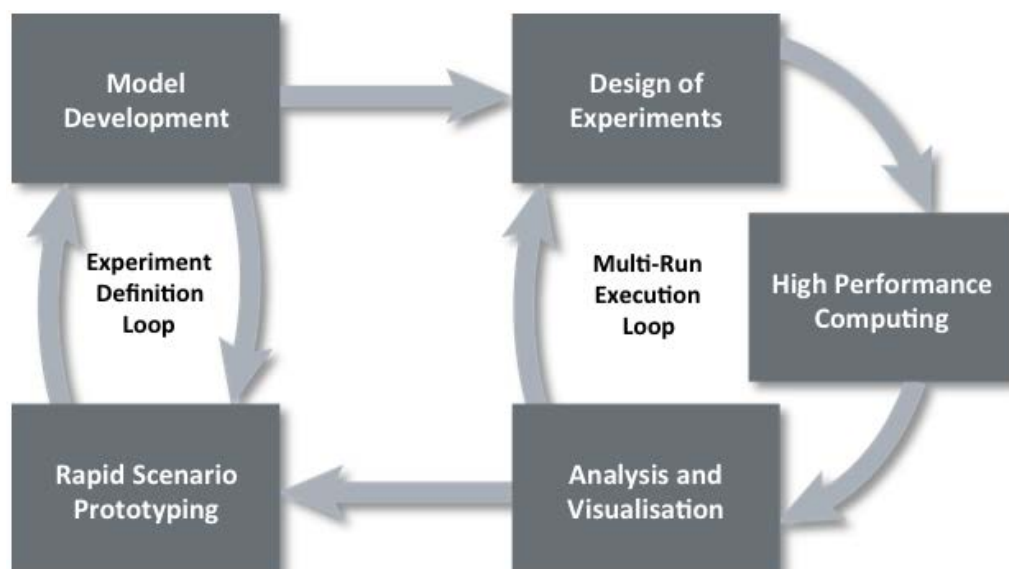 Model
Development
Design of
Experiments
Experiment
Definition
Loop
Multi-Run
Execution
Loop
High Performance
Computing
Rapid Scenario
Prototyping
Analysis and
Visualisation